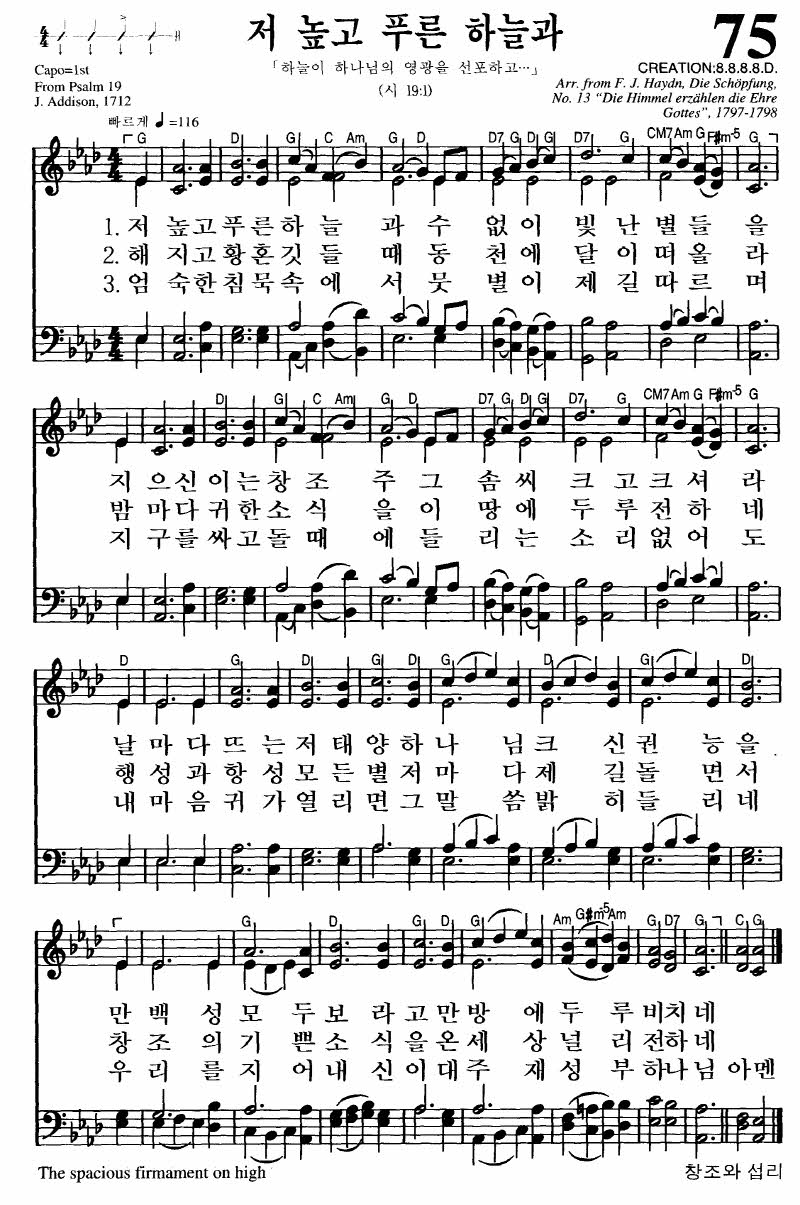 저 높고 푸른 하늘과
75
「하늘이 하나님의 영광을 선포하고…」
(시 19:1)
Capo=1st
From Psalm 19
J. Addison, 1712
CREATION:8.8.8.8.D.
Arr. from F. J. Haydn, Die Schöpfung,
No. 13 “Die Himmel erzählen die Ehre
Gottes”, 1797-1798
빠르게 ♩=116
G D G C Am G D7 G D7 G CM7 Am G F#m-5 G
1. 저 높고푸른하 늘 과 수 없이 빛 난별들 을
2. 해 지고황혼깃 들 때 동 천에 달 이떠올 라
3. 엄 숙한침묵속 에 서 뭇 별이 제 길따르 며
D G C Am G D7 G D7 G CM7 Am G F#m-5 G
지 으신이는창 조 주 그 솜씨 크 고크셔 라
밤 마다귀한소 식 을 이 땅에 두 루전하 네
지 구를싸고돌 때 에 들 리는 소 리없어 도
D G D G D G D G D
날 마 다 뜨 는 저 태 양 하 나 님 크 신 권 능 을
행 성 과 항 성 모 든 별 저 마 다 제 길 돌 면 서
내 마 음 귀 가 열 리 면 그 말 씀 밝 히 들 리 네
G D G D7 G Am G#m-5 Am G D7 G C G
만 백 성 모 두 보 라 고 만 방 에 두 루 비치 네
창 조 의 기 쁜 소 식 을 온 세 상 널 리 전하 네
우 리 를 지 어 내 신 이 대 주 재 성 부 하나 님 아멘
The spacious firmament on high
창조와 섭리